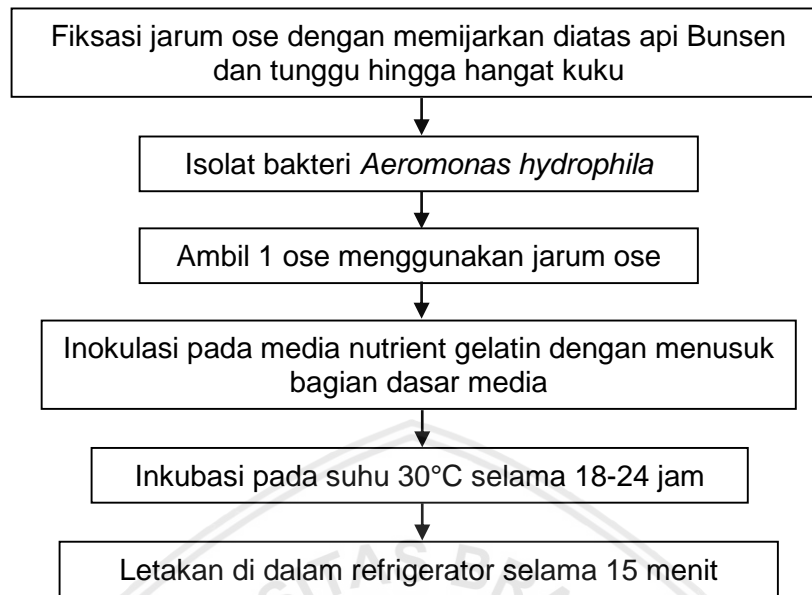 Fiksasi jarum ose dengan memijarkan diatas api Bunsen
dan tunggu hingga hangat kuku
Isolat bakteri Aeromonas hydrophila
Ambil 1 ose menggunakan jarum ose
Inokulasi pada media nutrient gelatin dengan menusuk
bagian dasar media
Inkubasi pada suhu 30°C selama 18-24 jam
Letakan di dalam refrigerator selama 15 menit